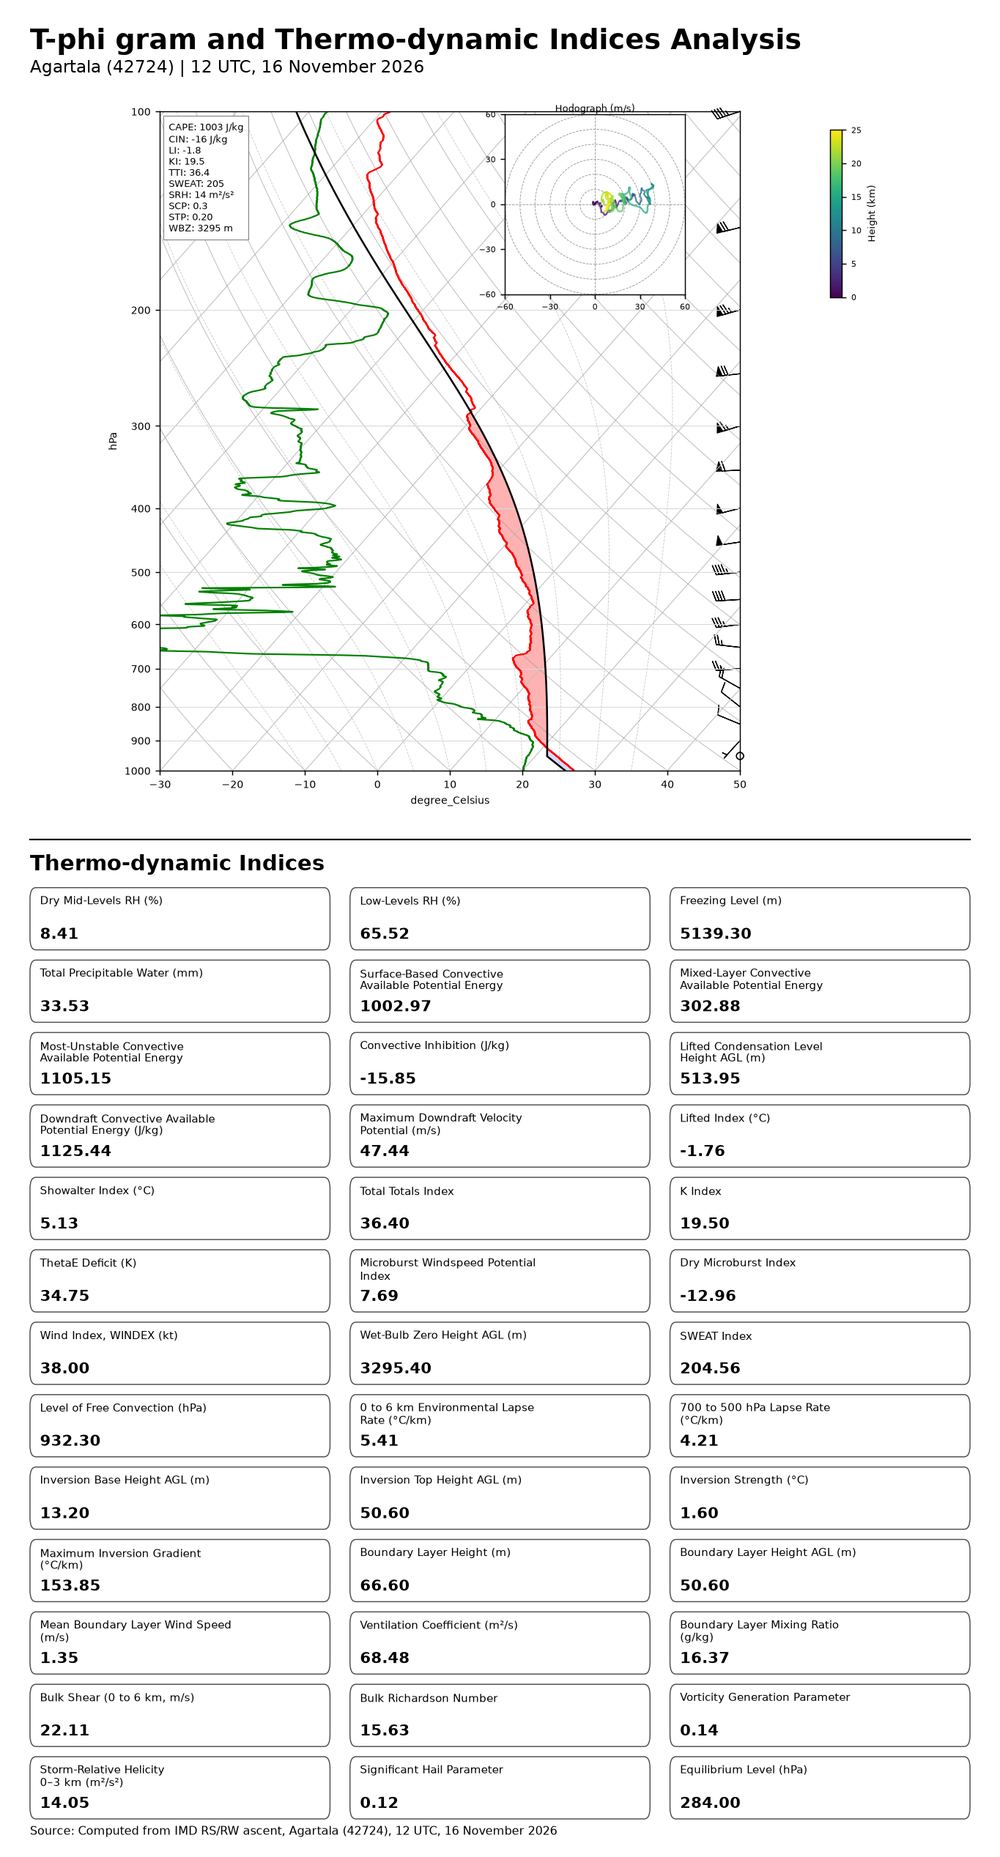 T-phi gram and Thermo-dynamic Indices Analysis
Agartala (42724) | 12 UTC, 16 November 2026
Hodograph (m/s)
CAPE: 1003 J/kg
CIN: -16 J/kg
LI: -1.8
KI: 19.5
TTI: 36.4
SWEAT: 205
SRH: 14 m²/s²
SCP: 0.3
STP: 0.20
WBZ: 3295 m
100
200
300
400
500
600
700
800
900
1000
hPa
−30
−20
−10
0
10
20
30
40
50
degree_Celsius
60
30
0
−30
−60
−60
−30
0
30
60
25
20
15
10
5
0
Height (km)
Thermo-dynamic Indices
Dry Mid-Levels RH (%)
8.41
Low-Levels RH (%)
65.52
Freezing Level (m)
5139.30
Total Precipitable Water (mm)
33.53
Surface-Based Convective
Available Potential Energy
1002.97
Mixed-Layer Convective
Available Potential Energy
302.88
Most-Unstable Convective
Available Potential Energy
1105.15
Convective Inhibition (J/kg)
-15.85
Lifted Condensation Level
Height AGL (m)
513.95
Downdraft Convective Available
Potential Energy (J/kg)
1125.44
Maximum Downdraft Velocity
Potential (m/s)
47.44
Lifted Index (°C)
-1.76
Showalter Index (°C)
5.13
Total Totals Index
36.40
K Index
19.50
ThetaE Deficit (K)
34.75
Microburst Windspeed Potential
Index
7.69
Dry Microburst Index
-12.96
Wind Index, WINDEX (kt)
38.00
Wet-Bulb Zero Height AGL (m)
3295.40
SWEAT Index
204.56
Level of Free Convection (hPa)
932.30
0 to 6 km Environmental Lapse
Rate (°C/km)
5.41
700 to 500 hPa Lapse Rate
(°C/km)
4.21
Inversion Base Height AGL (m)
13.20
Inversion Top Height AGL (m)
50.60
Inversion Strength (°C)
1.60
Maximum Inversion Gradient
(°C/km)
153.85
Boundary Layer Height (m)
66.60
Boundary Layer Height AGL (m)
50.60
Mean Boundary Layer Wind Speed
(m/s)
1.35
Ventilation Coefficient (m²/s)
68.48
Boundary Layer Mixing Ratio
(g/kg)
16.37
Bulk Shear (0 to 6 km, m/s)
22.11
Bulk Richardson Number
15.63
Vorticity Generation Parameter
0.14
Storm-Relative Helicity
0–3 km (m²/s²)
14.05
Significant Hail Parameter
0.12
Equilibrium Level (hPa)
284.00
Source: Computed from IMD RS/RW ascent, Agartala (42724), 12 UTC, 16 November 2026